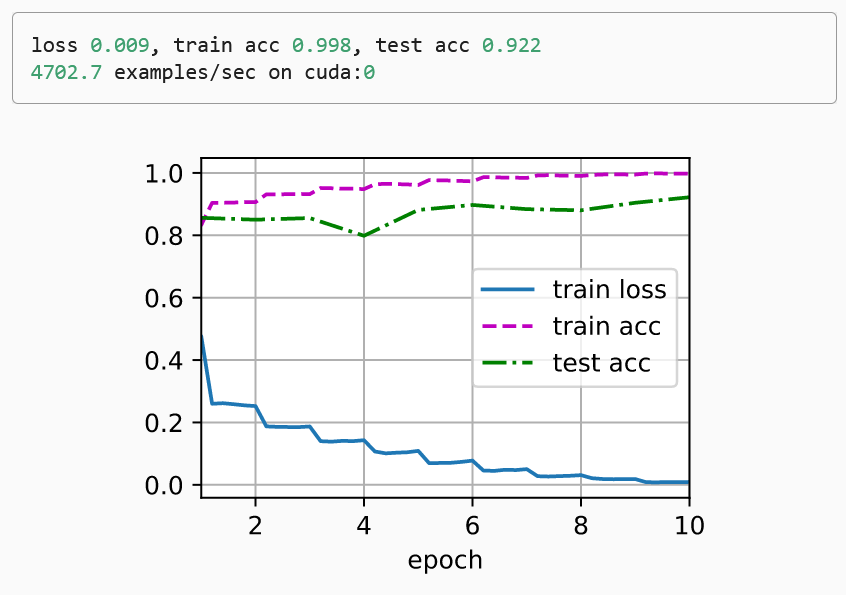 loss 0.009, train acc 0.998, test acc 0.922
4702.7 examples/sec on cuda:0
1.0
0.8
0.6
0.4
0.2
0.0
train loss
train acc
test acc
2 4 6 8 10
epoch